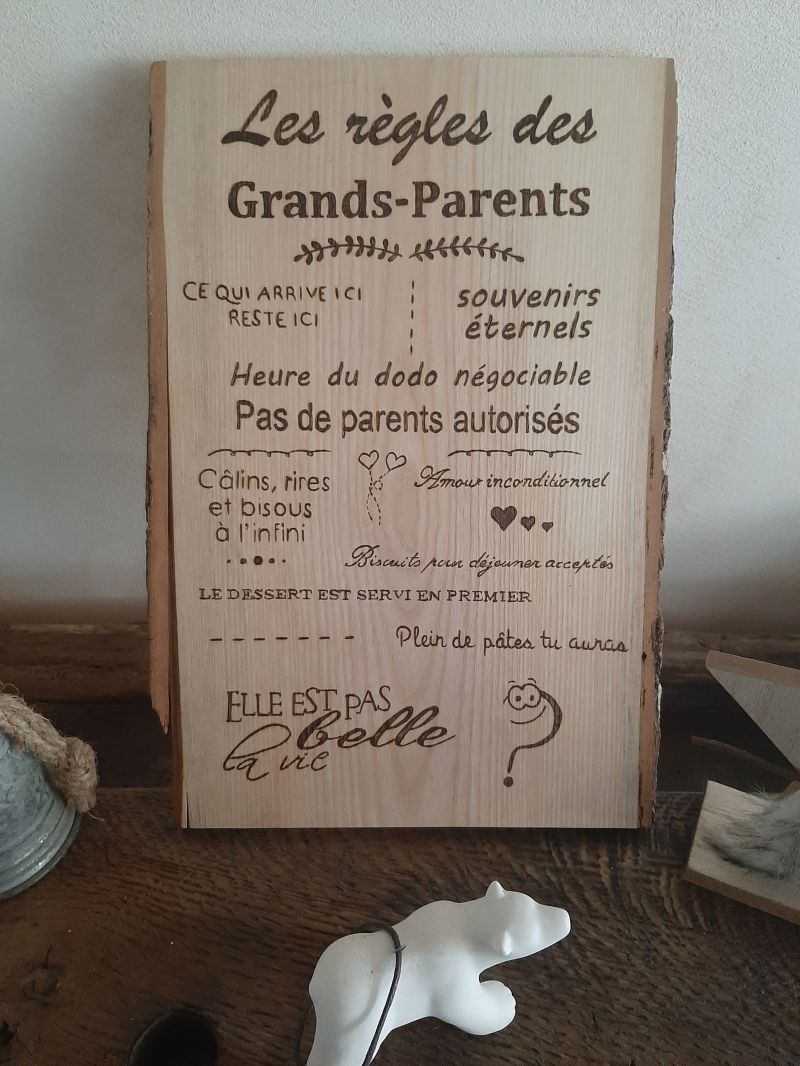 Les règles des
Grands-Parents
CE QUI ARRIVE ICI
RESTE ICI
souvenirs
éternels
Heure du dodo négociable
Pas de parents autorisés
Câlins, rires
et bisous
à l'infini
Amour inconditionnel
Biscuits pour déjeuner acceptés
LE DESSERT EST SERVI EN PREMIER
Plein de pâtes tu auras
ELLE EST PAS
belle
la vie
?